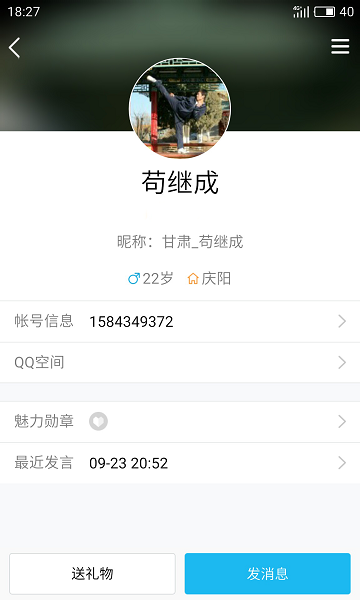 18:27
4G
40
苟继成
昵称：甘肃_苟继成
22岁 庆阳
帐号信息 1584349372
QQ空间
魅力勋章
最近发言 09-23 20:52
送礼物 发消息